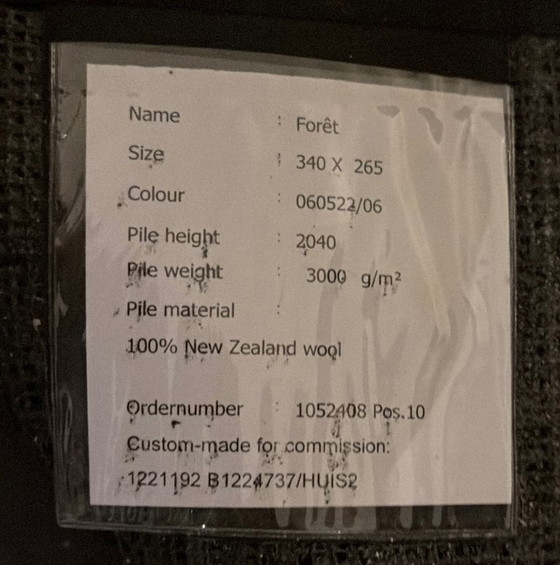 Name : Forêt
Size : 340 X 265
Colour : 060522/06
Pile height : 2040
Pile weight : 3000 g/m²
Pile material :
100% New Zealand wool
Ordernumber : 1052408 Pos.10
Custom-made for commission:
1221192 B1224737/HUIS2